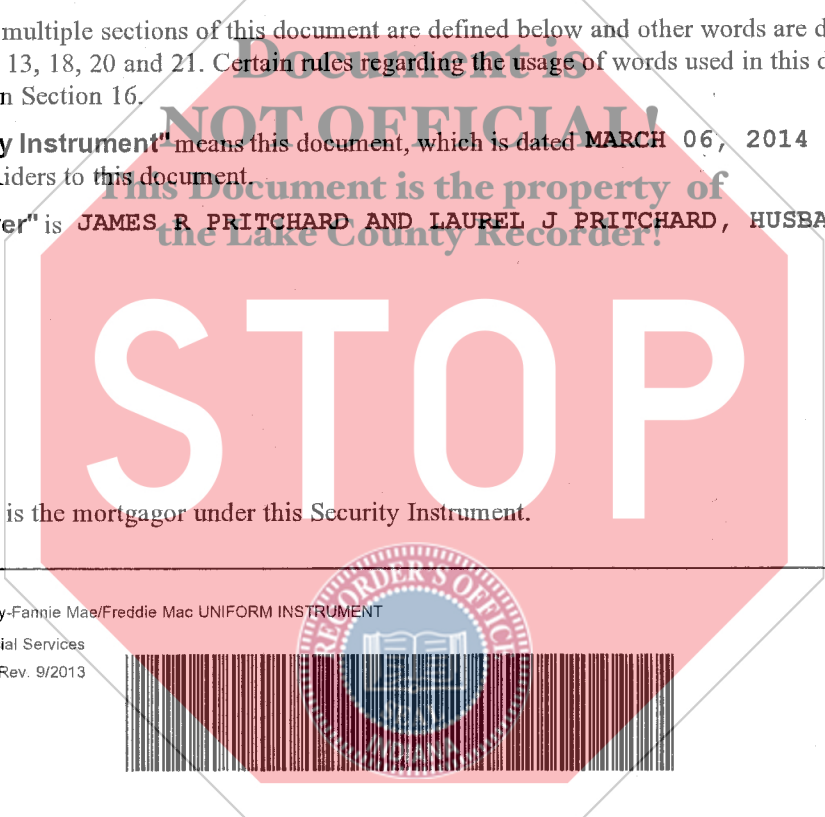 multiple sections of this document are defined below and other words are d
13, 18, 20 and 21. Certain rules regarding the usage of words used in this d
n Section 16.
Document is
NOT OFFICIAL!
This Document is the property of
the Lake County Recorder!
y Instrument" means this document, which is dated MARCH 06, 2014
Riders to this document.
er" is JAMES R PRITCHARD AND LAUREL J PRITCHARD, HUSBA
STOP
is the mortgagor under this Security Instrument.
y-Fannie Mae/Freddie Mac UNIFORM INSTRUMENT
ial Services
Rev. 9/2013
RECORDER'S OFFICE
SEAL
INDIANA